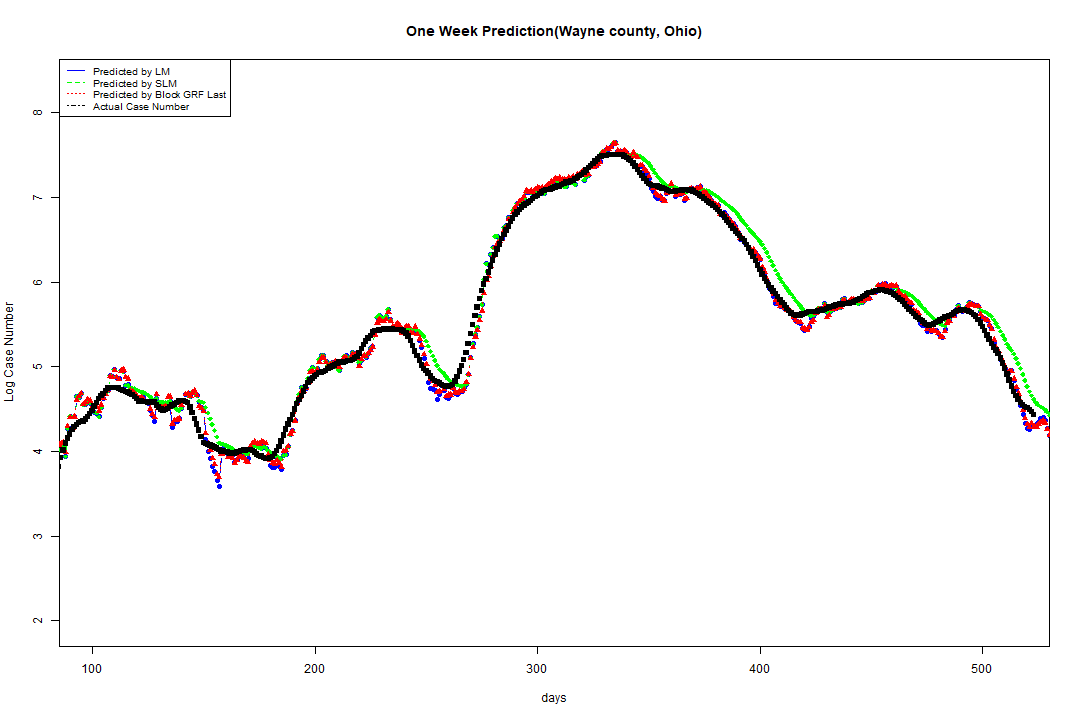 One Week Prediction(Wayne county, Ohio)
Predicted by LM
Predicted by SLM
Predicted by Block GRF Last
Actual Case Number
8
7
6
5
4
3
2
Log Case Number
100 200 300 400 500
days